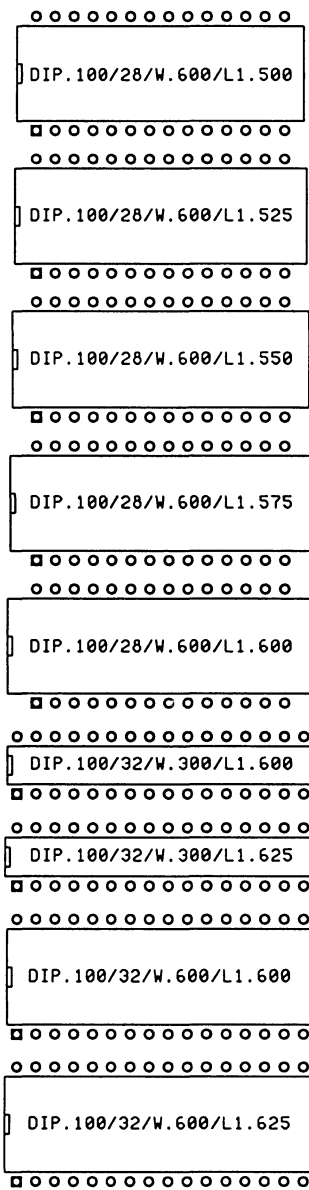 DIP.100/28/W.600/L1.500
DIP.100/28/W.600/L1.525
DIP.100/28/W.600/L1.550
DIP.100/28/W.600/L1.575
DIP.100/28/W.600/L1.600
DIP.100/32/W.300/L1.600
DIP.100/32/W.300/L1.625
DIP.100/32/W.600/L1.600
DIP.100/32/W.600/L1.625